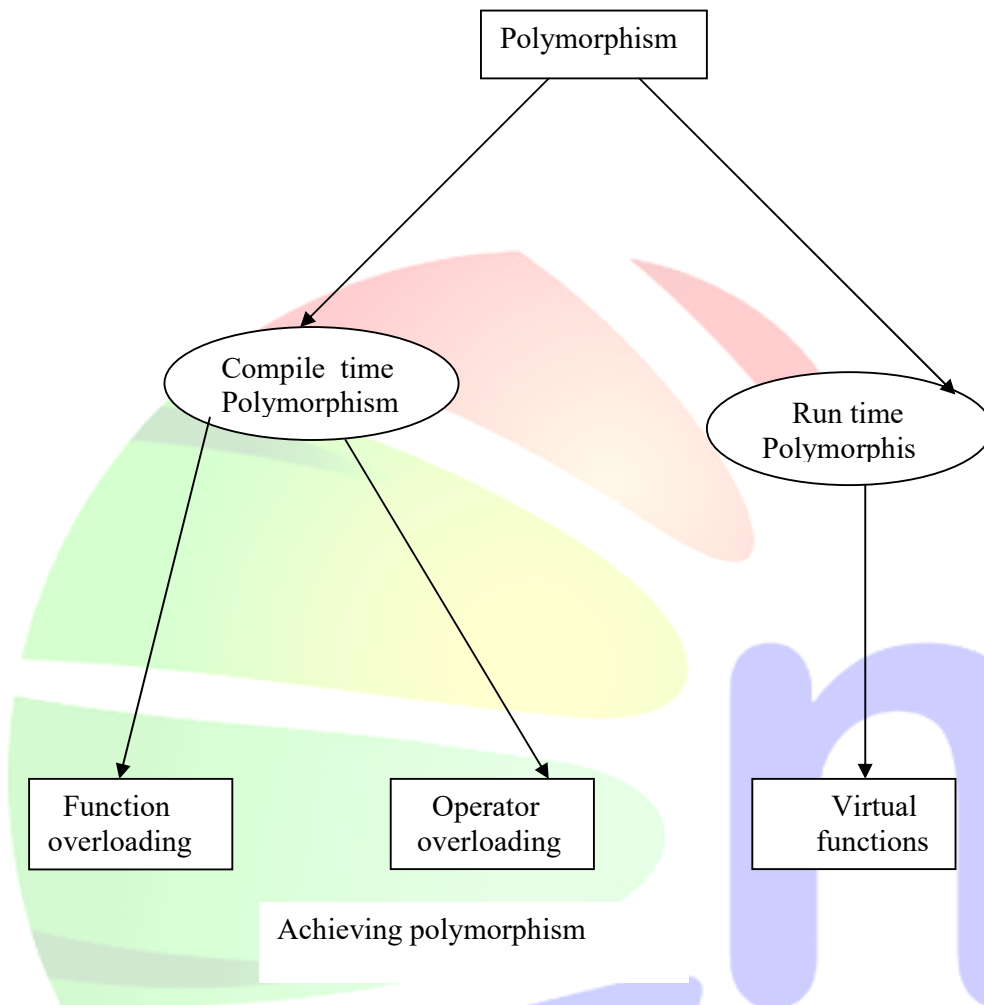 Polymorphism
Compile time
Polymorphism
Run time
Polymorphis
Function
overloading
Operator
overloading
Virtual
functions
Achieving polymorphism